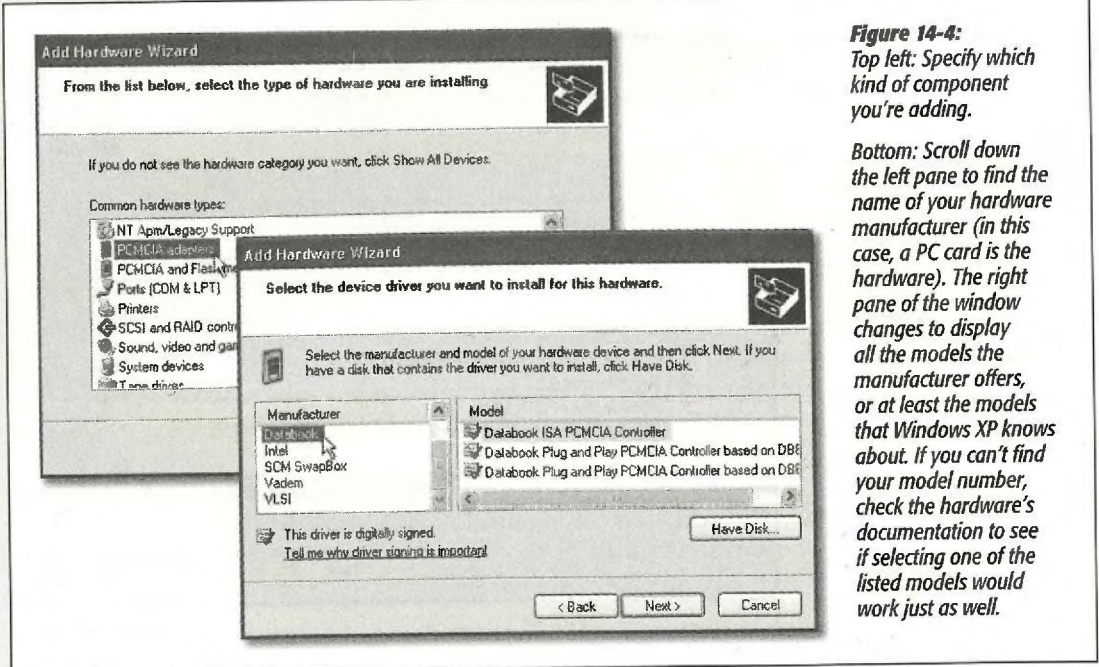 Add Hardware Wizard
From the list below, select the type of hardware you are installing
If you do not see the hardware category you want, click Show All Devices.
Common hardware types:
NT Apm/Legacy Support
PCMCIA adapters
PCMCIA and Flash me
Ports (COM & LPT)
Printers
SCSI and RAID contro
Sound, video and gam
System devices
Tape drives
Add Hardware Wizard
Select the device driver you want to install for this hardware.
Select the manufacturer and model of your hardware device and then click Next. If you
have a disk that contains the driver you want to install, click Have Disk.
Manufacturer
Databook
Intel
SCM SwapBox
Vadem
VLSI
Model
Databook ISA PCMCIA Controller
Databook Plug and Play PCMCIA Controller based on DB8
Databook Plug and Play PCMCIA Controller based on DB8
This driver is digitally signed.
Tell me why driver signing is important
Have Disk...
< Back
Next >
Cancel
Figure 14-4:
Top left: Specify which
kind of component
you're adding.
Bottom: Scroll down
the left pane to find the
name of your hardware
manufacturer (in this
case, a PC card is the
hardware). The right
pane of the window
changes to display
all the models the
manufacturer offers,
or at least the models
that Windows XP knows
about. If you can't find
your model number,
check the hardware's
documentation to see
if selecting one of the
listed models would
work just as well.